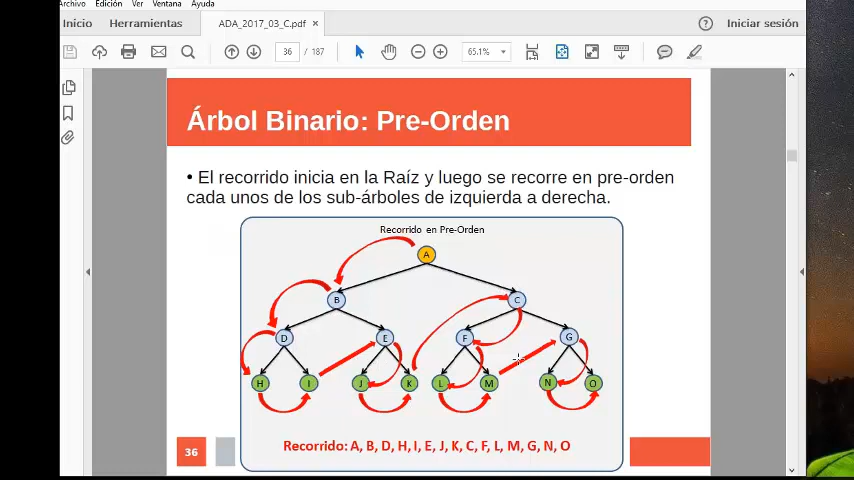 Archivo Edición Ver Ventana Ayuda
Inicio Herramientas ADA_2017_03_C.pdf × ? Iniciar sesión
36 / 187 65.1%
Árbol Binario: Pre-Orden
• El recorrido inicia en la Raíz y luego se recorre en pre-orden
cada unos de los sub-árboles de izquierda a derecha.
Recorrido en Pre-Orden
A
B C
D E F G
H I J K L M N O
Recorrido: A, B, D, H, I, E, J, K, C, F, L, M, G, N, O
36